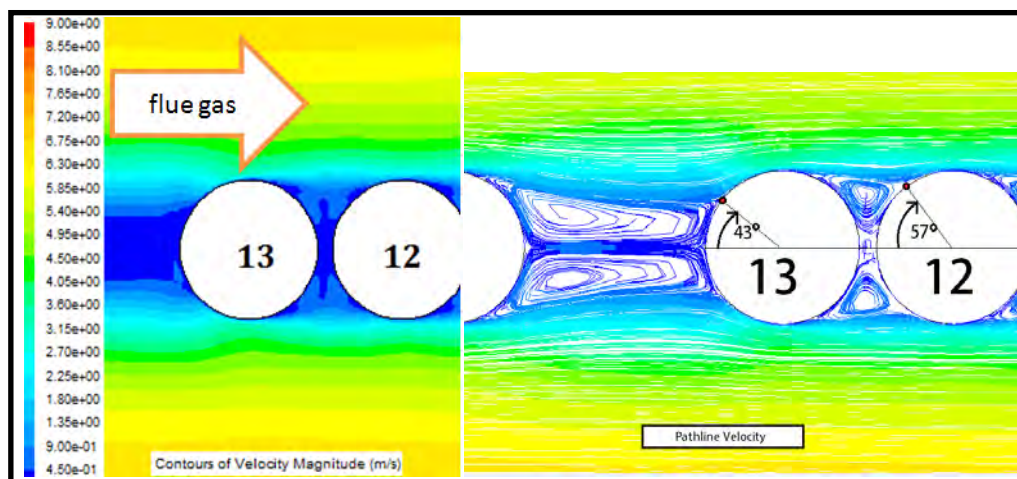 9.00e+00
8.55e+00
8.10e+00
7.65e+00
7.20e+00
6.75e+00
6.30e+00
5.85e+00
5.40e+00
4.95e+00
4.50e+00
4.05e+00
3.60e+00
3.15e+00
2.70e+00
2.25e+00
1.80e+00
1.35e+00
9.00e-01
4.50e-01
flue gas
13
12
Contours of Velocity Magnitude (m/s)
43°
57°
13
12
Pathline Velocity